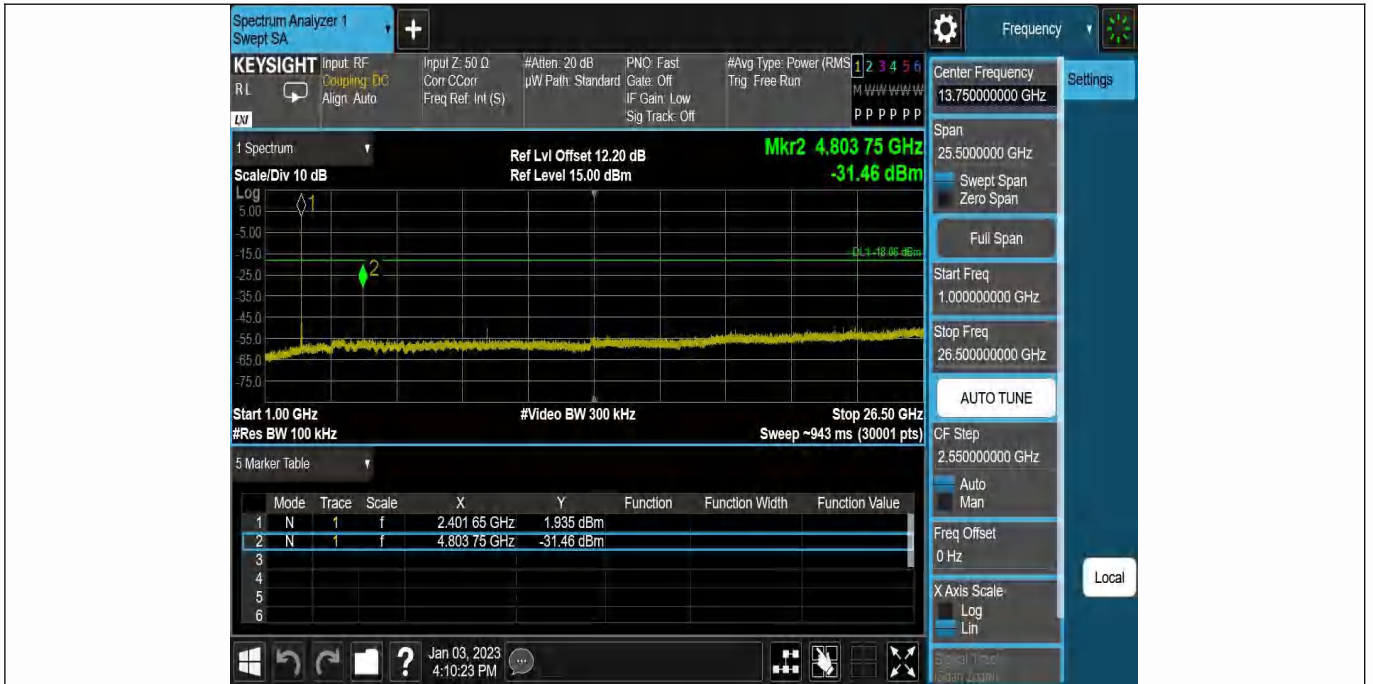 Spectrum Analyzer 1
Swept SA
Frequency
KEYSIGHT
RL
LXI
Input: RF
Coupling: DC
Align: Auto
Input Z: 50 Ω
Corr CCorr
Freq Ref: Int (S)
#Atten: 20 dB
µW Path: Standard
PNO: Fast
Gate: Off
IF Gain: Low
Sig Track: Off
#Avg Type: Power (RMS
Trig: Free Run
1 2 3 4 5 6
M W W W W W
P P P P P P
1 Spectrum
Scale/Div 10 dB
Ref Lvl Offset 12.20 dB
Ref Level 15.00 dBm
Mkr2 4.803 75 GHz
-31.46 dBm
Log
5.00
-5.00
-15.0
-25.0
-35.0
-45.0
-55.0
-65.0
-75.0
1
2
DL1 -18.06 dBm
Start 1.00 GHz
#Res BW 100 kHz
#Video BW 300 kHz
Stop 26.50 GHz
Sweep ~943 ms (30001 pts)
5 Marker Table
Mode Trace Scale X Y Function Function Width Function Value
1 N 1 f 2.401 65 GHz 1.935 dBm
2 N 1 f 4.803 75 GHz -31.46 dBm
3
4
5
6
Center Frequency
13.750000000 GHz
Settings
Span
25.5000000 GHz
Swept Span
Zero Span
Full Span
Start Freq
1.000000000 GHz
Stop Freq
26.500000000 GHz
AUTO TUNE
CF Step
2.550000000 GHz
Auto
Man
Freq Offset
0 Hz
X Axis Scale
Log
Lin
Signal Track
(Span Zoom)
Local
?
Jan 03, 2023
4:10:23 PM